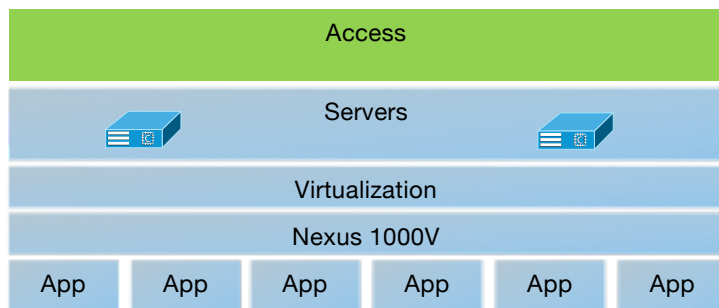 Access
Servers
Virtualization
Nexus 1000V
App App App App App App